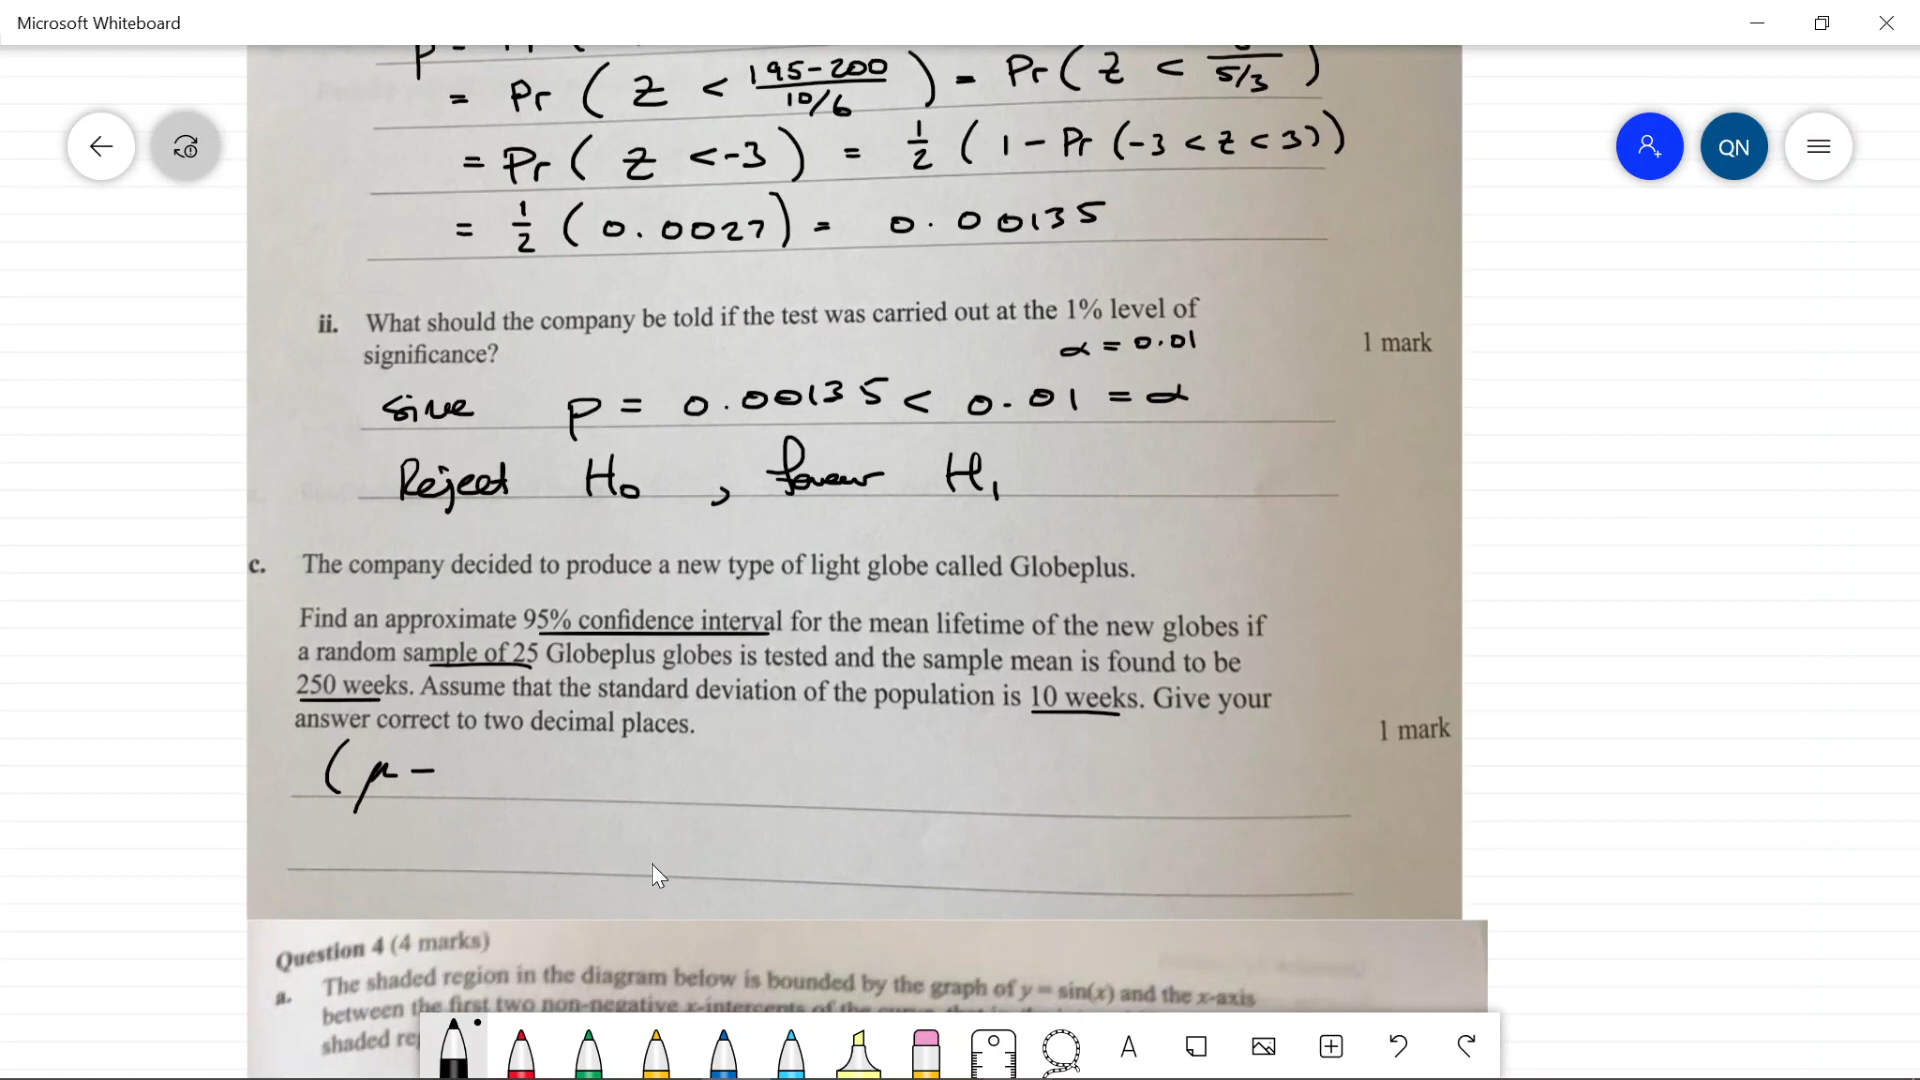 Microsoft Whiteboard
= Pr ( Z < 195-200 / 10/6 ) = Pr ( Z < / 5/3 )
= Pr ( Z < -3 ) = 1/2 ( 1 - Pr (-3 < Z < 3))
= 1/2 ( 0.0027 ) = 0.00135
QN
ii. What should the company be told if the test was carried out at the 1% level of
significance?
α = 0.01
1 mark
since p = 0.00135 < 0.01 = α
Reject H₀ , favour H₁
c. The company decided to produce a new type of light globe called Globeplus.
Find an approximate 95% confidence interval for the mean lifetime of the new globes if
a random sample of 25 Globeplus globes is tested and the sample mean is found to be
250 weeks. Assume that the standard deviation of the population is 10 weeks. Give your
answer correct to two decimal places.
1 mark
( μ -
Question 4 (4 marks)
a. The shaded region in the diagram below is bounded by the graph of y = sin(x) and the x-axis
between the first two non-negative x-intercepts of the curve, that is
shaded